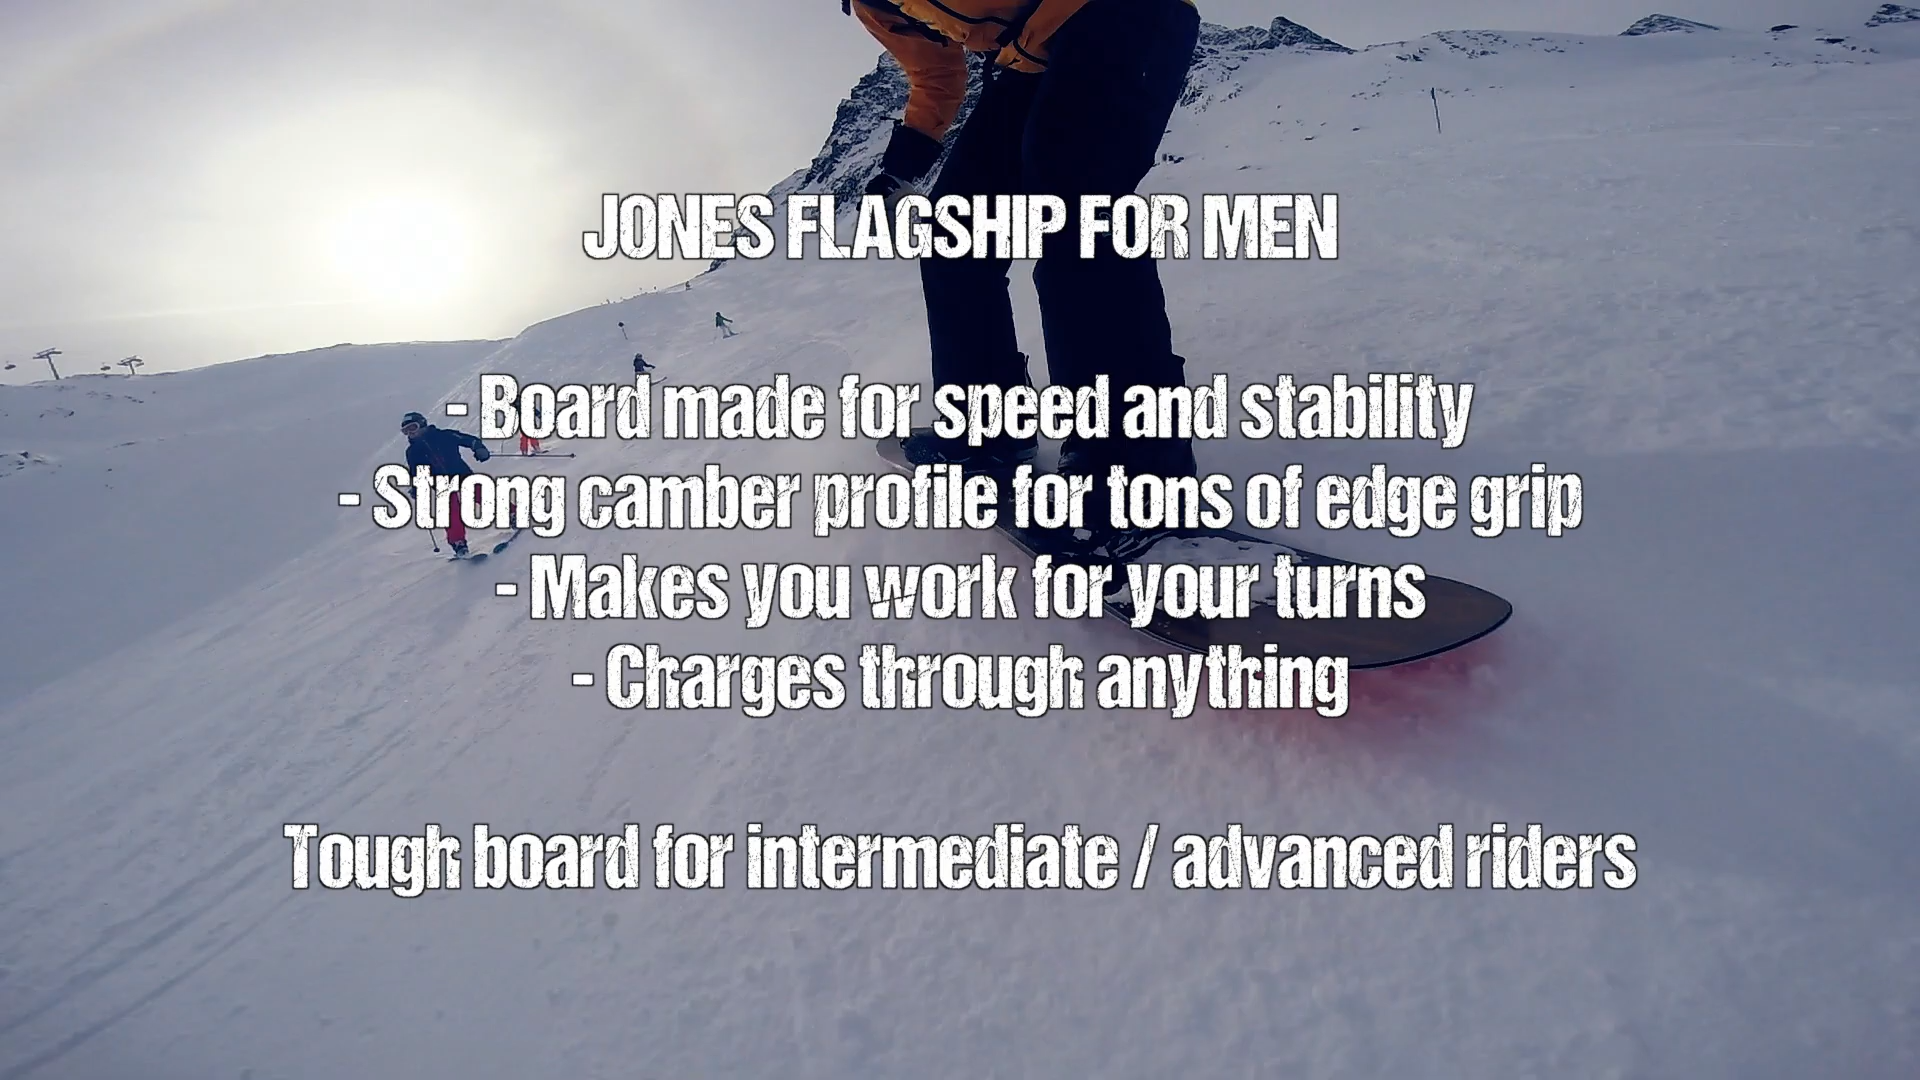 JONES FLAGSHIP FOR MEN
- Board made for speed and stability
- Strong camber profile for tons of edge grip
- Makes you work for your turns
- Charges through anything
Tough board for intermediate / advanced riders